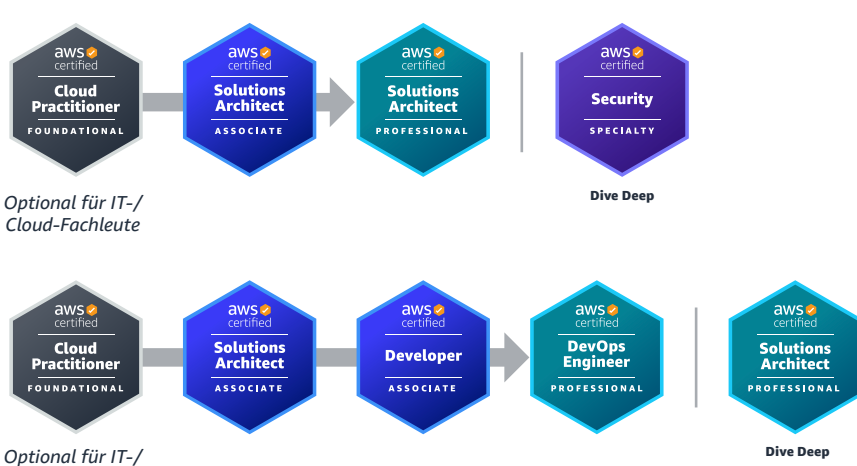 aws
certified
Cloud
Practitioner
FOUNDATIONAL
aws
certified
Solutions
Architect
ASSOCIATE
aws
certified
Solutions
Architect
PROFESSIONAL
aws
certified
Security
SPECIALTY
Optional für IT-/
Cloud-Fachleute
Dive Deep
aws
certified
Cloud
Practitioner
FOUNDATIONAL
aws
certified
Solutions
Architect
ASSOCIATE
aws
certified
Developer
ASSOCIATE
aws
certified
DevOps
Engineer
PROFESSIONAL
aws
certified
Solutions
Architect
PROFESSIONAL
Optional für IT-/
Dive Deep